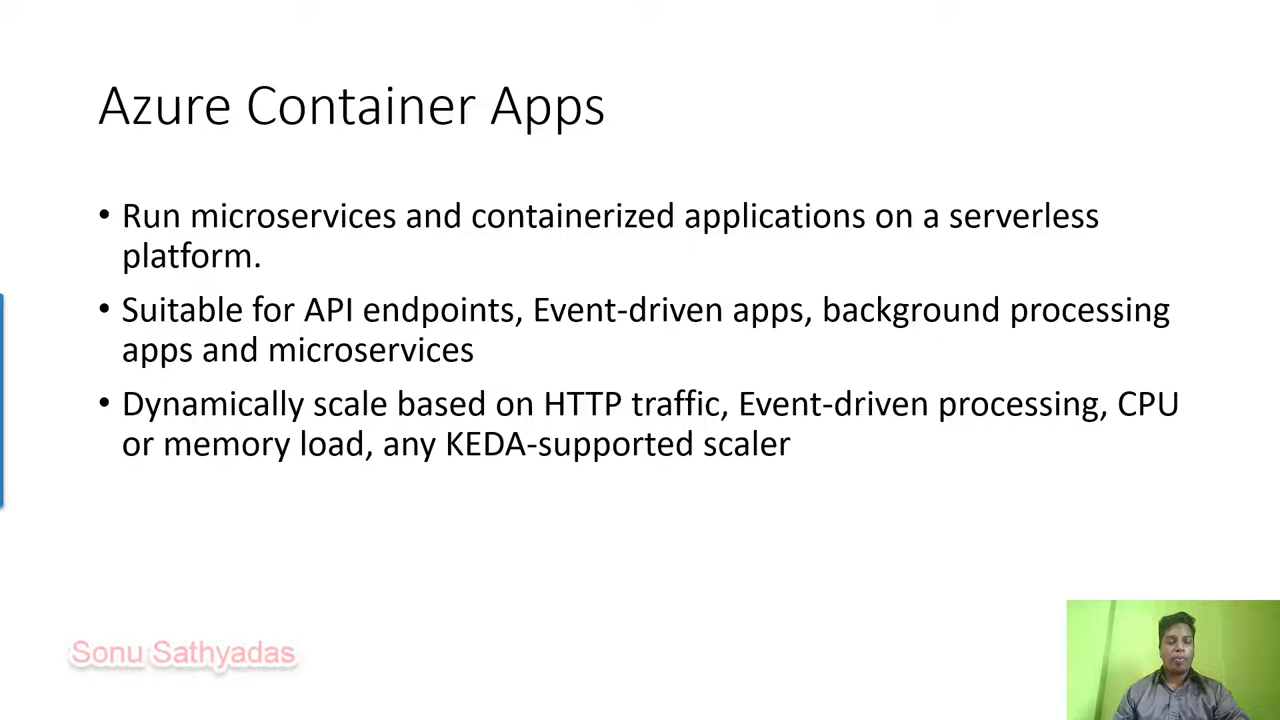 Azure Container Apps
• Run microservices and containerized applications on a serverless
platform.
• Suitable for API endpoints, Event-driven apps, background processing
apps and microservices
• Dynamically scale based on HTTP traffic, Event-driven processing, CPU
or memory load, any KEDA-supported scaler
Sonu Sathyadas